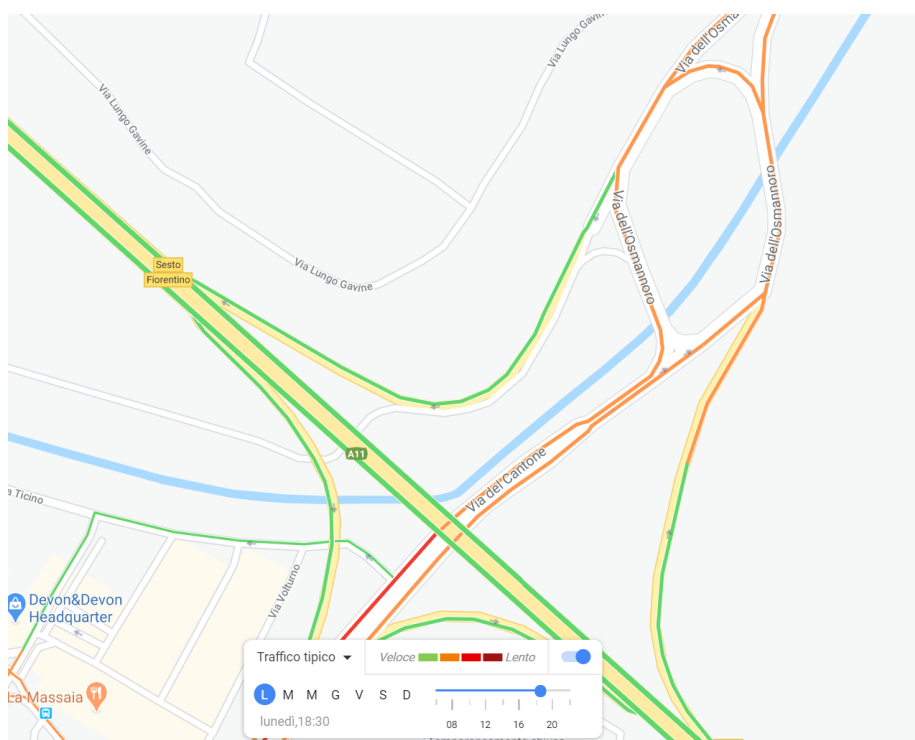 Via dell'Osma
Via Lungo Gavine
Via Lungo Gavine
Via dell'Osmannoro
Via dell'Osmannoro
Sesto
Fiorentino
Via Lungo Gavine
A11
Via del Cantone
a Ticino
Via Volturno
Devon&Devon
Headquarter
La Massaia
Traffico tipico
Veloce
Lento
L M M G V S D
lunedì,18:30
08 12 16 20